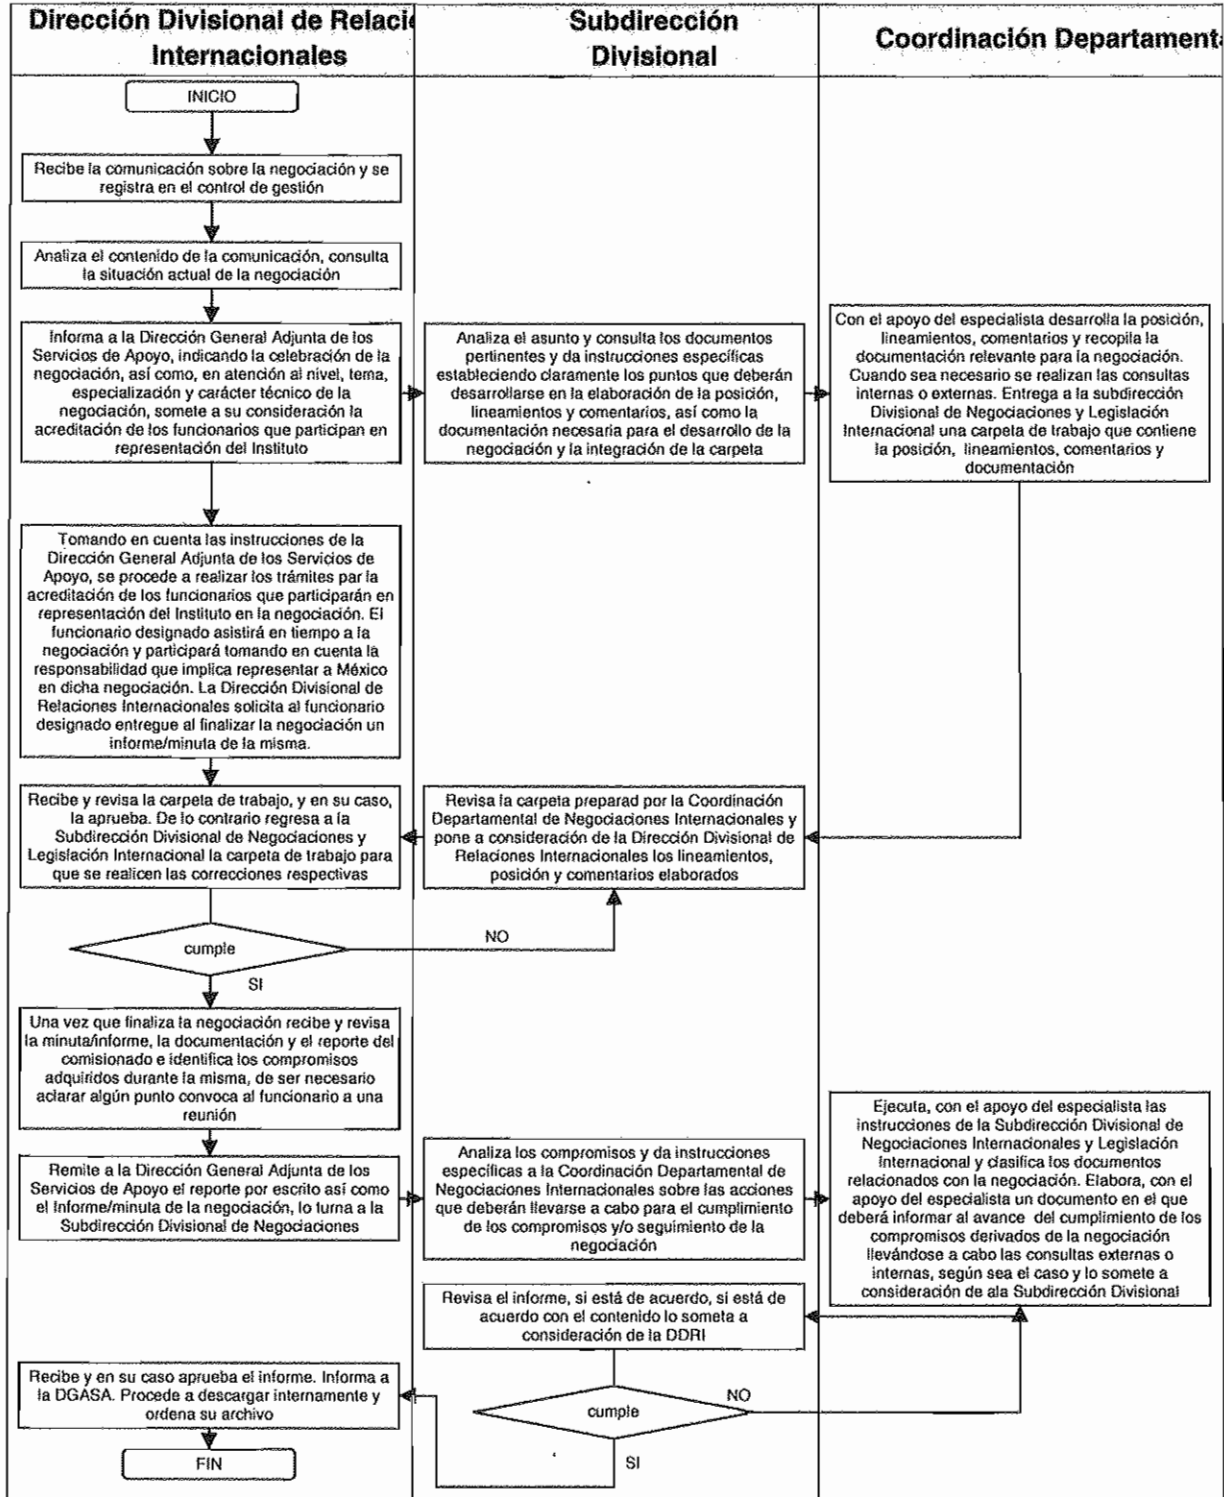 Dirección Divisional de Relaci
Internacionales
Subdirección
Divisional
Coordinación Departament
INICIO
Recibe la comunicación sobre la negociación y se
registra en el control de gestión
Analiza el contenido de la comunicación, consulta
la situación actual de la negociación
Informa a la Dirección General Adjunta de los
Servicios de Apoyo, indicando la celebración de la
negociación, así como, en atención al nivel, tema,
especialización y carácter técnico de la
negociación, somete a su consideración la
acreditación de los funcionarios que participan en
representación del Instituto
Analiza el asunto y consulta los documentos
pertinentes y da instrucciones específicas
estableciendo claramente los puntos que deberán
desarrollarse en la elaboración de la posición,
lineamientos y comentarios, así como la
documentación necesaria para el desarrollo de la
negociación y la integración de la carpeta
Con el apoyo del especialista desarrolla la posición,
lineamientos, comentarios y recopila la
documentación relevante para la negociación.
Cuando sea necesario se realizan las consultas
internas o externas. Entrega a la subdirección
Divisional de Negociaciones y Legislación
Internacional una carpeta de trabajo que contiene
la posición, lineamientos, comentarios y
documentación
Tomando en cuenta las instrucciones de la
Dirección General Adjunta de los Servicios de
Apoyo, se procede a realizar los trámites par la
acreditación de los funcionarios que participarán en
representación del Instituto en la negociación. El
funcionario designado asistirá en tiempo a la
negociación y participará tomando en cuenta la
responsabilidad que implica representar a México
en dicha negociación. La Dirección Divisional de
Relaciones Internacionales solicita al funcionario
designado entregue al finalizar la negociación un
informe/minuta de la misma.
Recibe y revisa la carpeta de trabajo, y en su caso,
la aprueba. De lo contrario regresa a la
Subdirección Divisional de Negociaciones y
Legislación Internacional la carpeta de trabajo para
que se realicen las correcciones respectivas
Revisa la carpeta preparad por la Coordinación
Departamental de Negociaciones Internacionales y
pone a consideración de la Dirección Divisional de
Relaciones Internacionales los lineamientos,
posición y comentarios elaborados
cumple
NO
SI
Una vez que finaliza la negociación recibe y revisa
la minuta/informe, la documentación y el reporte del
comisionado e identifica los compromisos
adquiridos durante la misma, de ser necesario
aclarar algún punto convoca al funcionario a una
reunión
Remite a la Dirección General Adjunta de los
Servicios de Apoyo el reporte por escrito así como
el Informe/minuta de la negociación, lo turna a la
Subdirección Divisional de Negociaciones
Analiza los compromisos y da instrucciones
específicas a la Coordinación Departamental de
Negociaciones Internacionales sobre las acciones
que deberán llevarse a cabo para el cumplimiento
de los compromisos y/o seguimiento de la
negociación
Ejecuta, con el apoyo del especialista las
instrucciones de la Subdirección Divisional de
Negociaciones Internacionales y Legislación
Internacional y clasifica los documentos
relacionados con la negociación. Elabora, con el
apoyo del especialista un documento en el que
deberá informar al avance del cumplimiento de los
compromisos derivados de la negociación
llevándose a cabo las consultas externas o
internas, según sea el caso y lo somete a
consideración de ala Subdirección Divisional
Revisa el informe, si está de acuerdo, si está de
acuerdo con el contenido lo someta a
consideración de la DDRI
Recibe y en su caso aprueba el informe. Informa a
la DGASA. Procede a descargar internamente y
ordena su archivo
cumple
NO
SI
FIN